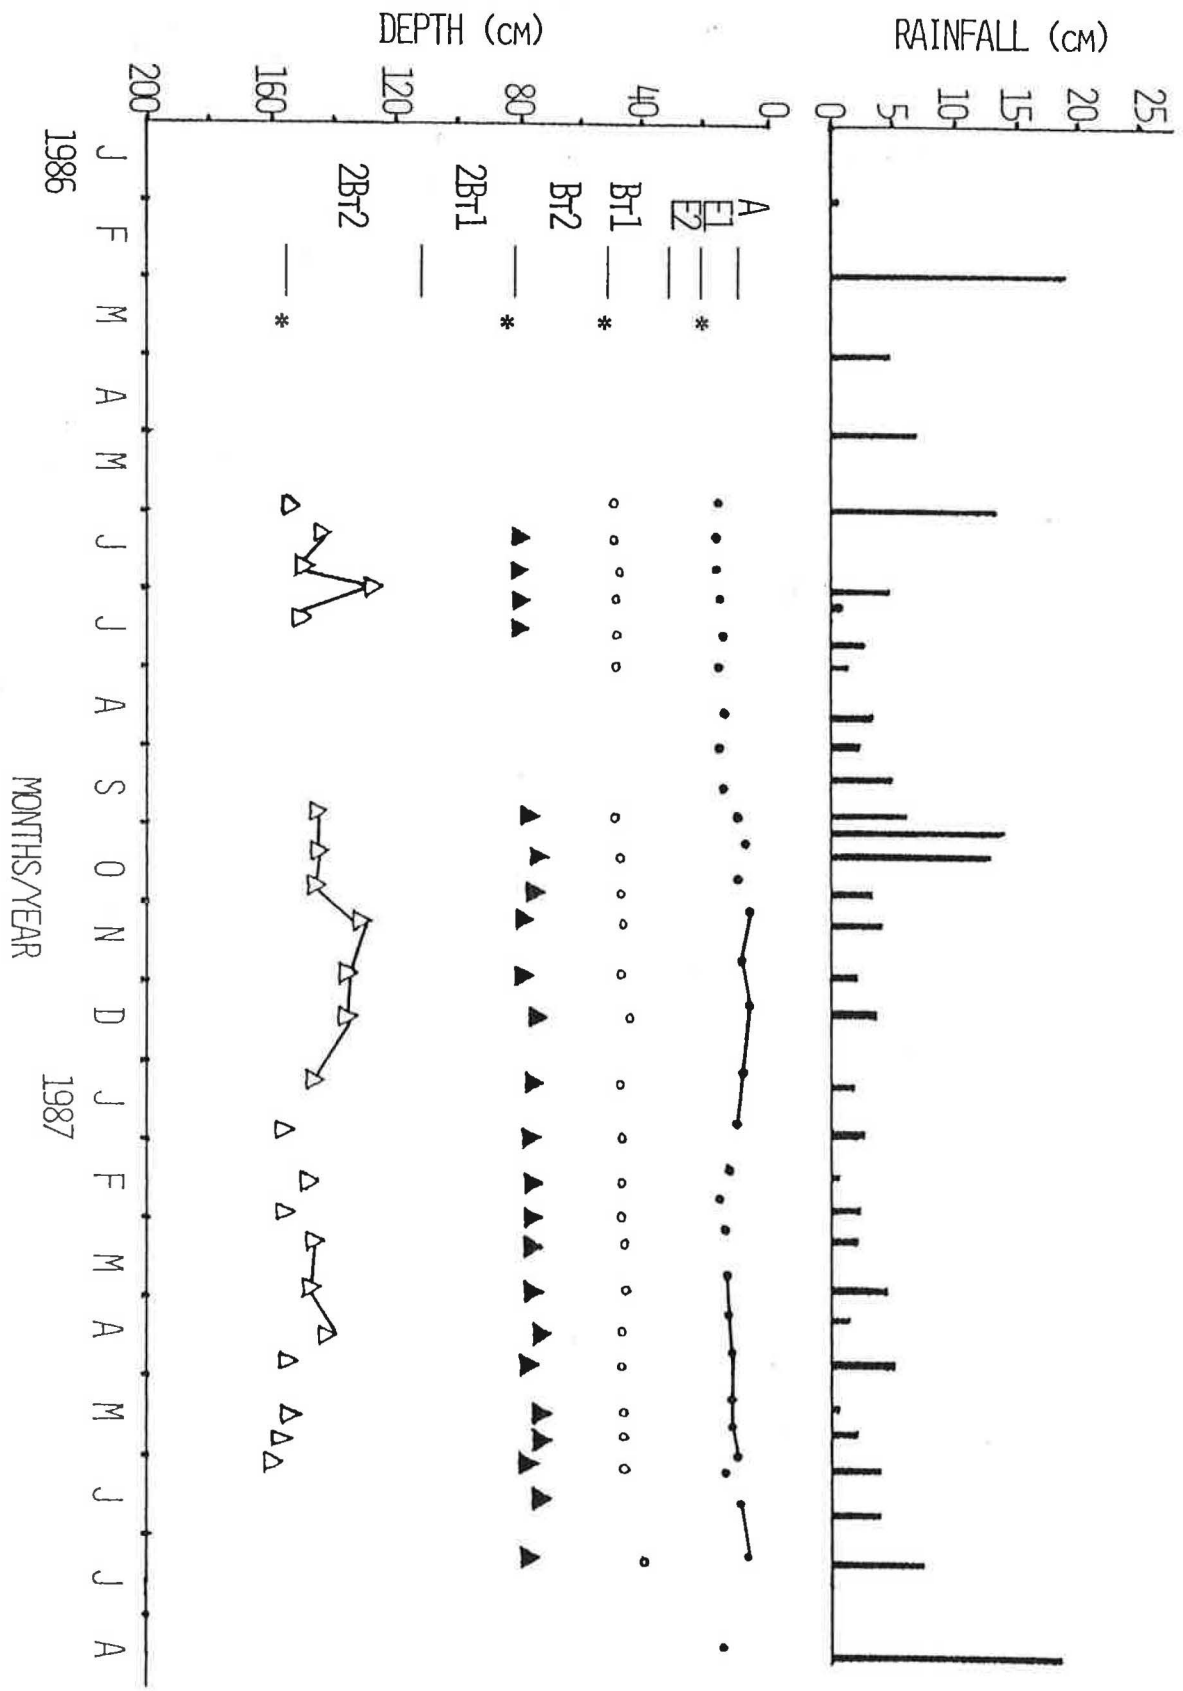 RAINFALL (CM)
25
20
15
10
5
0
DEPTH (CM)
0
40
80
120
160
200
A
E1
E2
BT1
BT2
2BT1
2BT2
*
*
*
*
J F M A M J J A S O N D J F M A M J J A
1986
1987
MONTHS/YEAR